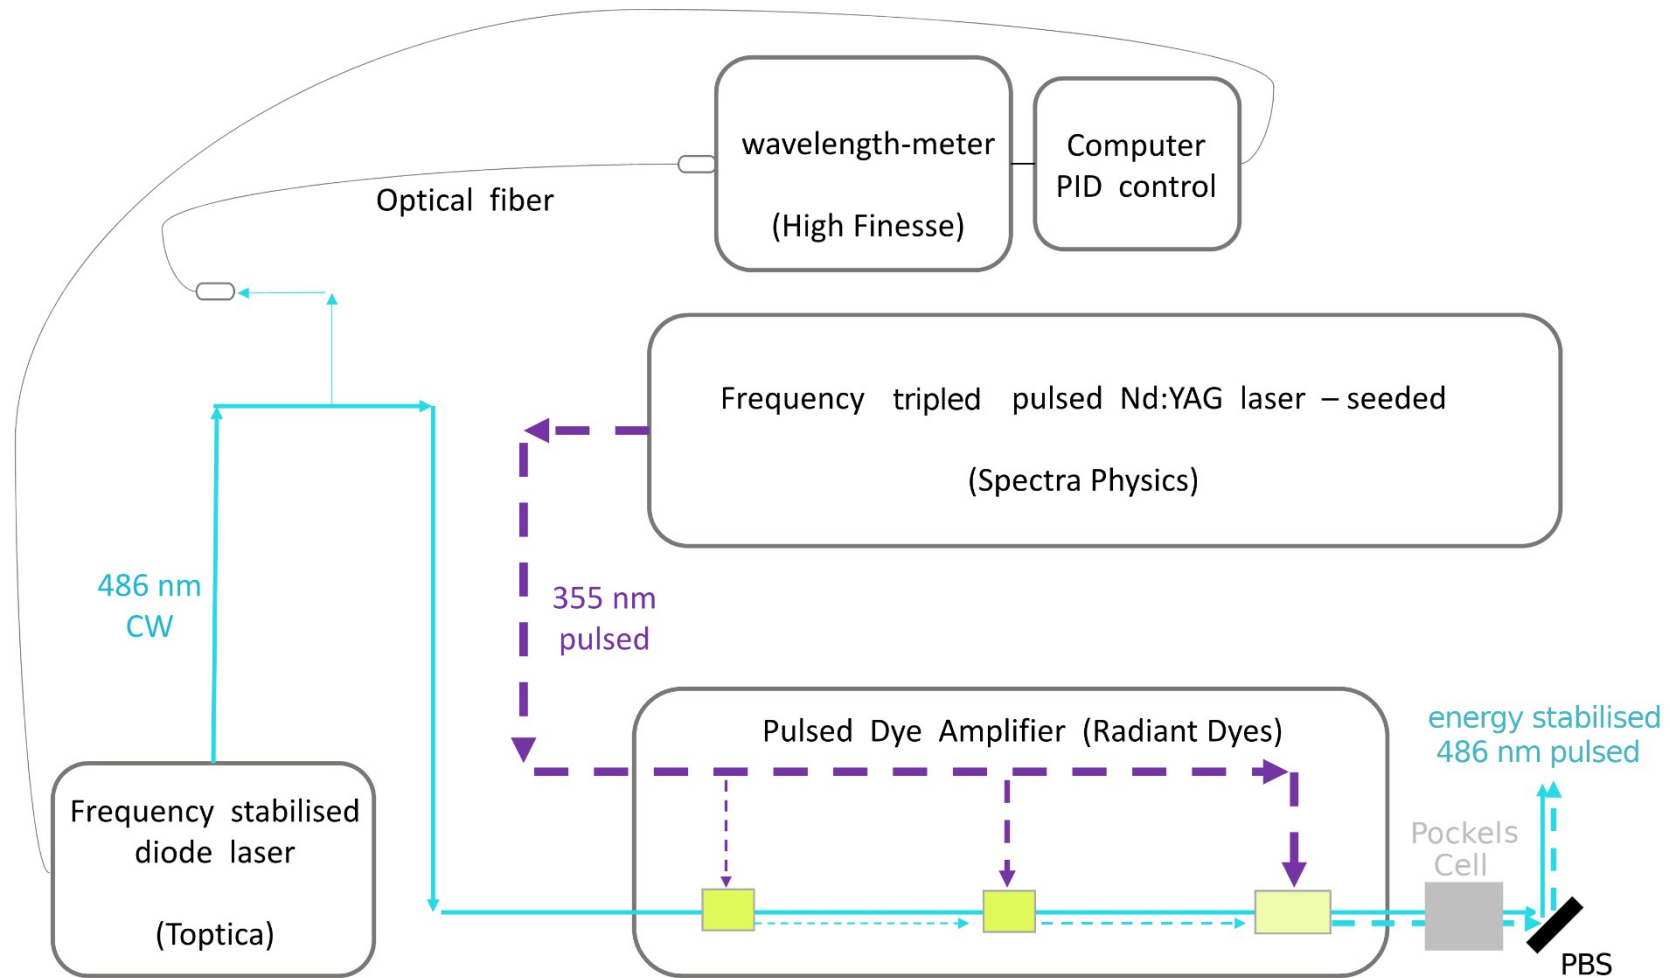 wavelength-meter
(High Finesse)
Computer
PID control
Optical fiber
Frequency tripled pulsed Nd:YAG laser – seeded
(Spectra Physics)
486 nm
CW
355 nm
pulsed
Pulsed Dye Amplifier (Radiant Dyes)
energy stabilised
486 nm pulsed
Frequency stabilised
diode laser
(Toptica)
Pockels
Cell
PBS